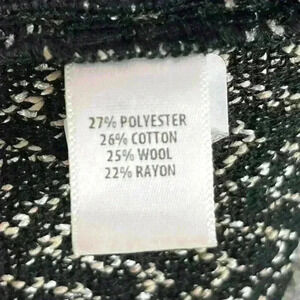 27% POLYESTER
26% COTTON
25% WOOL
22% RAYON